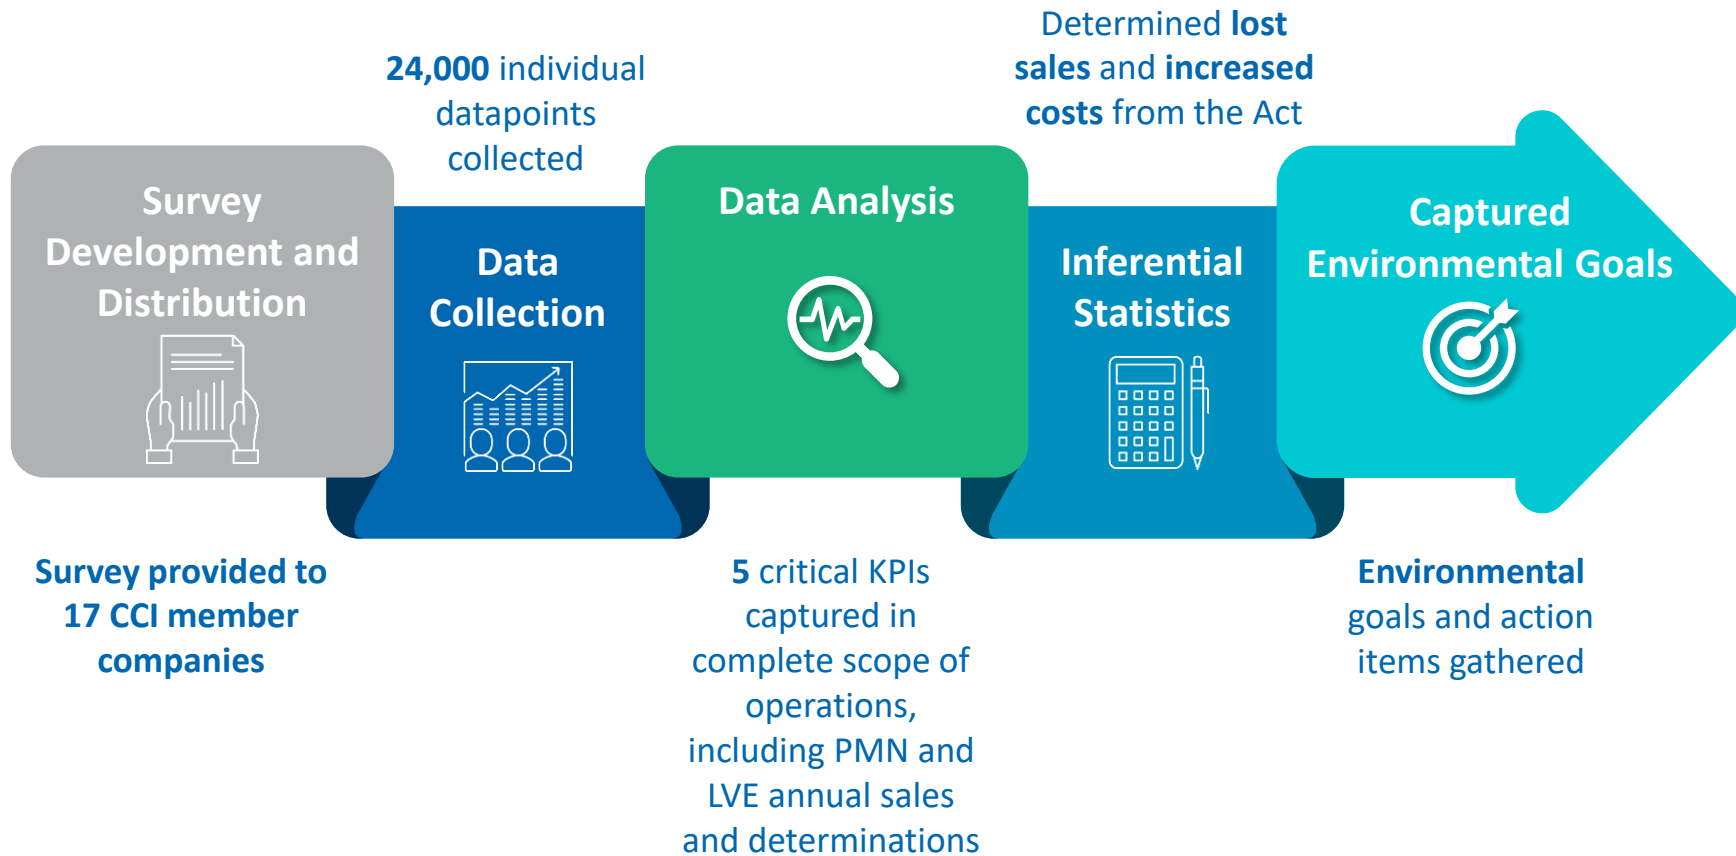 Survey
Development and
Distribution
Survey provided to
17 CCI member
companies
24,000 individual
datapoints
collected
Data
Collection
Data Analysis
5 critical KPIs
captured in
complete scope of
operations,
including PMN and
LVE annual sales
and determinations
Determined lost
sales and increased
costs from the Act
Inferential
Statistics
Captured
Environmental Goals
Environmental
goals and action
items gathered